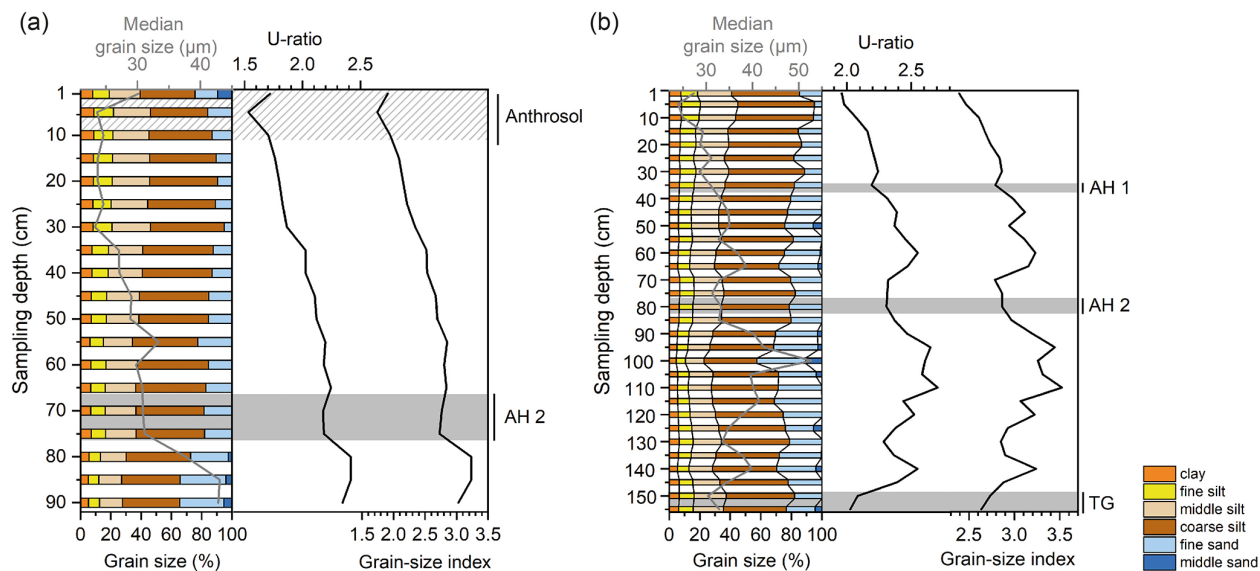 (a)
Median
grain size (µm)
30 40
U-ratio
1.5 2.0 2.5
Sampling depth (cm)
1
10
20
30
40
50
60
70
80
90
Anthrosol
AH 2
0 20 40 60 80 100
Grain size (%)
1.5 2.0 2.5 3.0 3.5
Grain-size index
(b)
Median
grain size (µm)
30 40 50
U-ratio
2.0 2.5
Sampling depth (cm)
1
10
20
30
40
50
60
70
80
90
100
110
120
130
140
150
AH 1
AH 2
TG
0 20 40 60 80 100
Grain size (%)
2.5 3.0 3.5
Grain-size index
clay
fine silt
middle silt
coarse silt
fine sand
middle sand